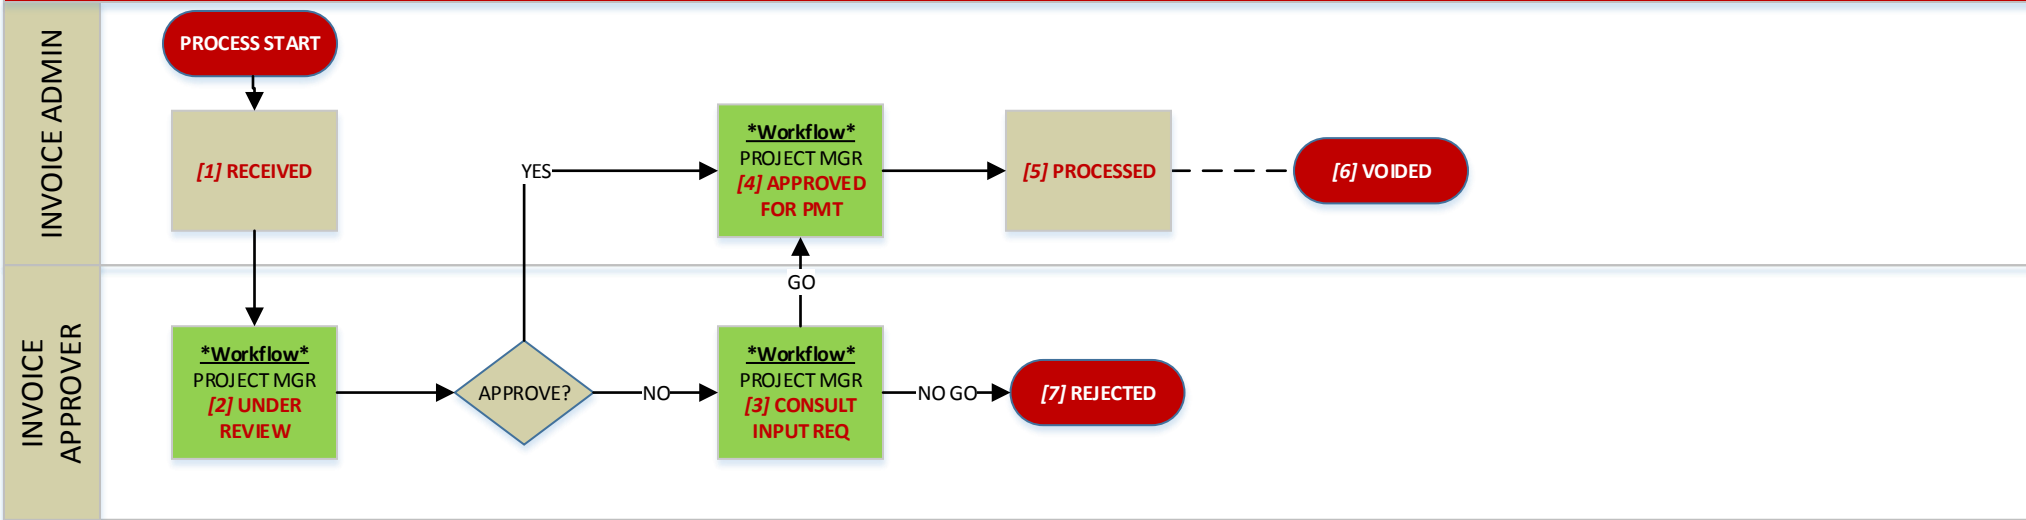 INVOICE ADMIN
PROCESS START
[1] RECEIVED
YES
*Workflow*
PROJECT MGR
[4] APPROVED
FOR PMT
[5] PROCESSED
[6] VOIDED
GO
INVOICE
APPROVER
*Workflow*
PROJECT MGR
[2] UNDER
REVIEW
APPROVE?
NO
*Workflow*
PROJECT MGR
[3] CONSULT
INPUT REQ
NO GO
[7] REJECTED